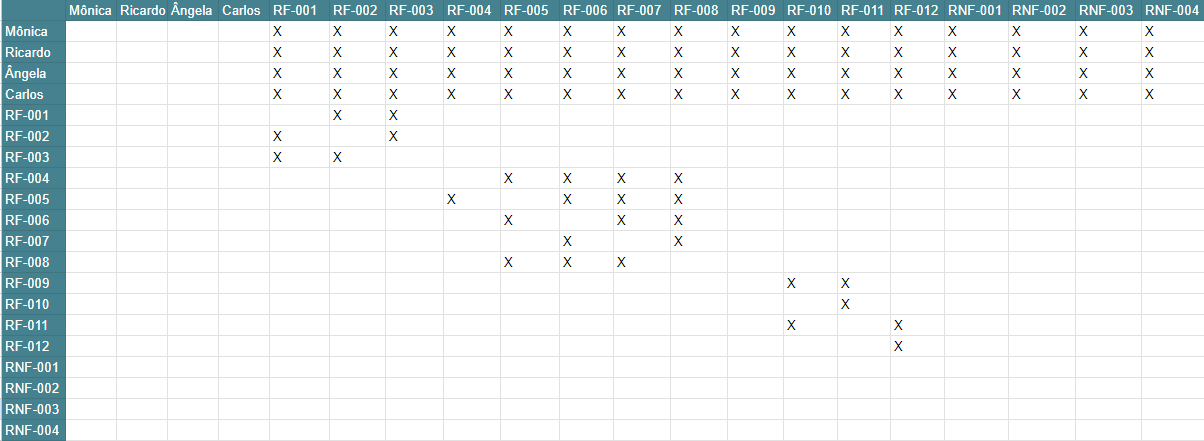 Mônica Ricardo Ângela Carlos RF-001 RF-002 RF-003 RF-004 RF-005 RF-006 RF-007 RF-008 RF-009 RF-010 RF-011 RF-012 RNF-001 RNF-002 RNF-003 RNF-004
Mônica X X X X X X X X X X X X X X X X
Ricardo X X X X X X X X X X X X X X X X
Ângela X X X X X X X X X X X X X X X X
Carlos X X X X X X X X X X X X X X X X
RF-001 X X
RF-002 X X
RF-003 X X
RF-004 X X X X
RF-005 X X X X
RF-006 X X X
RF-007 X X
RF-008 X X X
RF-009 X X
RF-010 X
RF-011 X X
RF-012 X
RNF-001
RNF-002
RNF-003
RNF-004